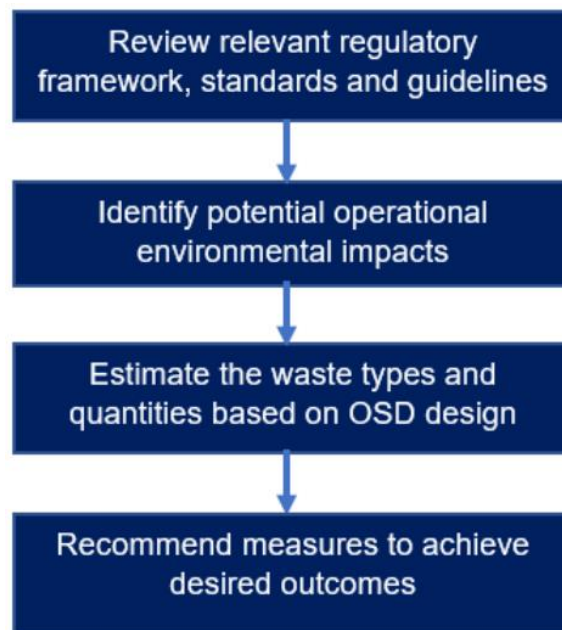 Review relevant regulatory
framework, standards and guidelines
Identify potential operational
environmental impacts
Estimate the waste types and
quantities based on OSD design
Recommend measures to achieve
desired outcomes